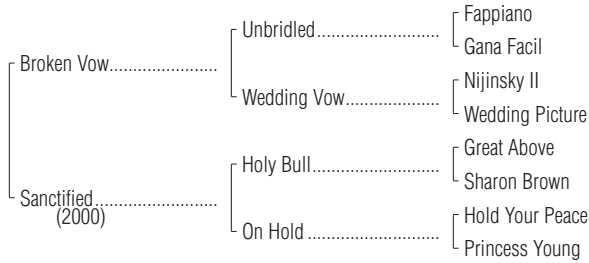 Fappiano
Unbridled
Gana Facil
Broken Vow
Nijinsky II
Wedding Vow
Wedding Picture
Great Above
Holy Bull
Sharon Brown
Sanctified
(2000)
Hold Your Peace
On Hold
Princess Young